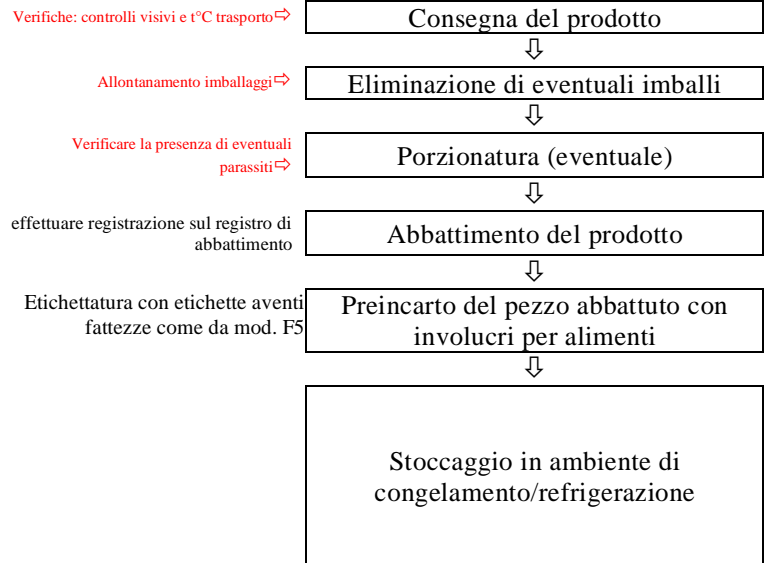 Verifiche: controlli visivi e t°C trasporto⇨
Consegna del prodotto
⇩
Allontanamento imballaggi⇨
Eliminazione di eventuali imballi
⇩
Verificare la presenza di eventuali
parassiti⇨
Porzionatura (eventuale)
⇩
effettuare registrazione sul registro di
abbattimento
Abbattimento del prodotto
⇩
Etichettatura con etichette aventi
fattezze come da mod. F5
Preincarto del pezzo abbattuto con
involucri per alimenti
⇩
Stoccaggio in ambiente di
congelamento/refrigerazione